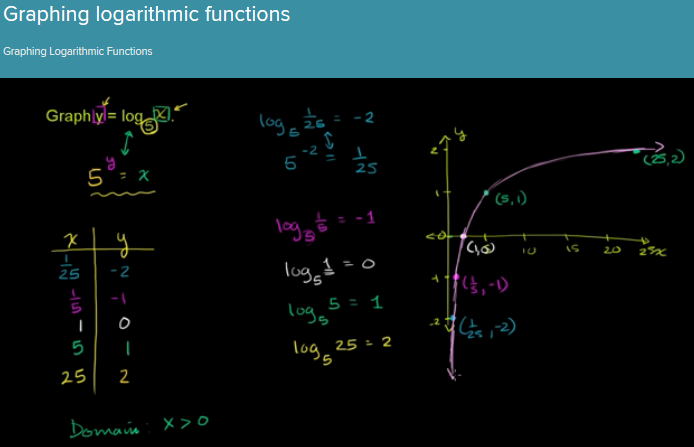 Graphing logarithmic functions
Graphing Logarithmic Functions
Graph y = log₅ x.
5^y = x
x | y
1/25 | -2
1/5 | -1
1 | 0
5 | 1
25 | 2
Domain: x > 0
log₅ 1/25 = -2
5^-2 = 1/25
log₅ 1/5 = -1
log₅ 1 = 0
log₅ 5 = 1
log₅ 25 = 2
y
2
(25, 2)
1
(5, 1)
(1, 0)
10
15
20
25
x
-1
(1/5, -1)
-2
(1/25, -2)